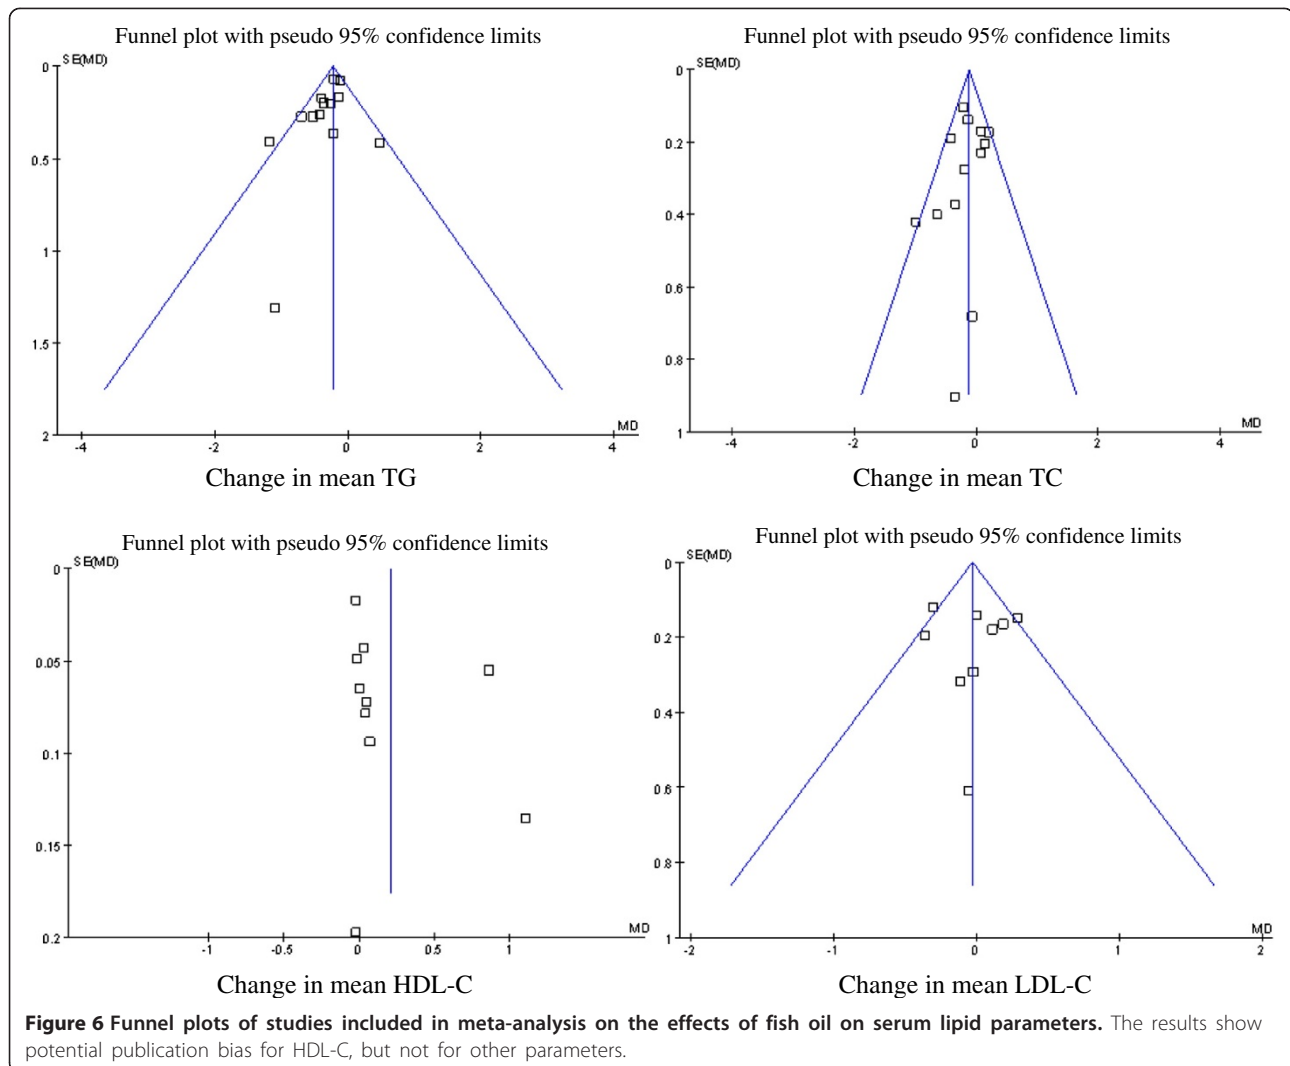 Funnel plot with pseudo 95% confidence limits
SE(MD)
0
0.5
1
1.5
2
-4
-2
0
2
4
MD
Change in mean TG
Funnel plot with pseudo 95% confidence limits
SE(MD)
0
0.2
0.4
0.6
0.8
1
-4
-2
0
2
4
MD
Change in mean TC
Funnel plot with pseudo 95% confidence limits
SE(MD)
0
0.05
0.1
0.15
0.2
-1
-0.5
0
0.5
1
MD
Change in mean HDL-C
Funnel plot with pseudo 95% confidence limits
SE(MD)
0
0.2
0.4
0.6
0.8
1
-2
-1
0
1
2
MD
Change in mean LDL-C
Figure 6 Funnel plots of studies included in meta-analysis on the effects of fish oil on serum lipid parameters. The results show
potential publication bias for HDL-C, but not for other parameters.